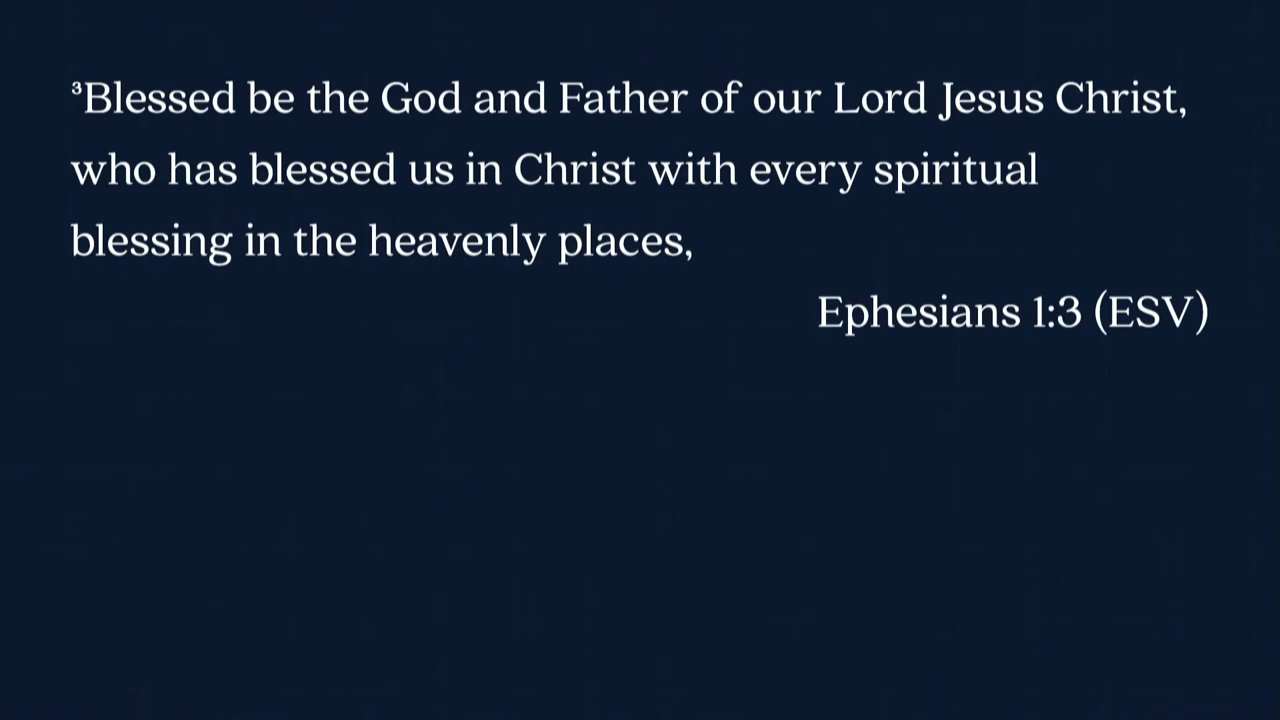 ³Blessed be the God and Father of our Lord Jesus Christ,
who has blessed us in Christ with every spiritual
blessing in the heavenly places,
Ephesians 1:3 (ESV)